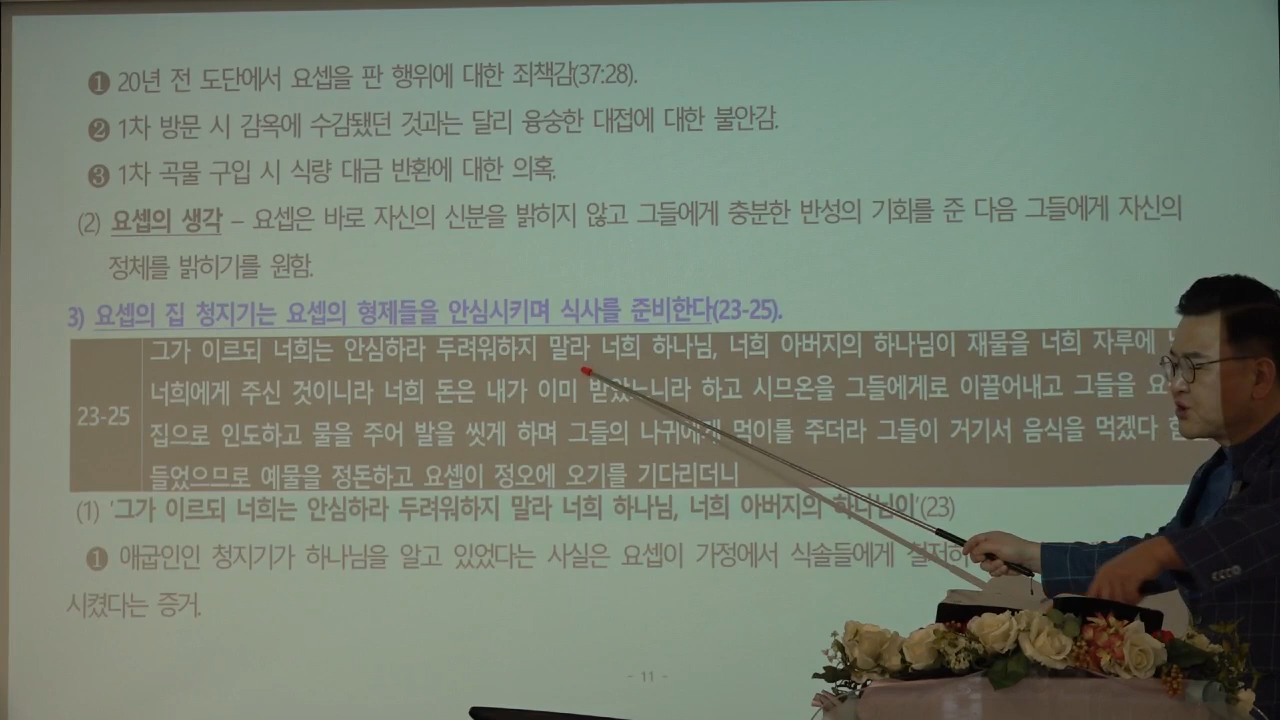 ❶ 20년 전 도단에서 요셉을 판 행위에 대한 죄책감(37:28).
❷ 1차 방문 시 감옥에 수감됐던 것과는 달리 융숭한 대접에 대한 불안감.
❸ 1차 곡물 구입 시 식량 대금 반환에 대한 의혹.
(2) 요셉의 생각 – 요셉은 바로 자신의 신분을 밝히지 않고 그들에게 충분한 반성의 기회를 준 다음 그들에게 자신의
정체를 밝히기를 원함.
3) 요셉의 집 청지기는 요셉의 형제들을 안심시키며 식사를 준비한다(23-25).
그가 이르되 너희는 안심하라 두려워하지 말라 너희 하나님, 너희 아버지의 하나님이 재물을 너희 자루에
너희에게 주신 것이니라 너희 돈은 내가 이미 받았느니라 하고 시므온을 그들에게로 이끌어내고 그들을
23-25
집으로 인도하고 물을 주어 발을 씻게 하며 그들의 나귀에게 먹이를 주더라 그들이 거기서 음식을 먹겠다
들었으므로 예물을 정돈하고 요셉이 정오에 오기를 기다리더니
(1) '그가 이르되 너희는 안심하라 두려워하지 말라 너희 하나님, 너희 아버지의 하나님이'(23)
❶ 애굽인인 청지기가 하나님을 알고 있었다는 사실은 요셉이 가정에서 식솔들에게
시켰다는 증거.
- 11 -